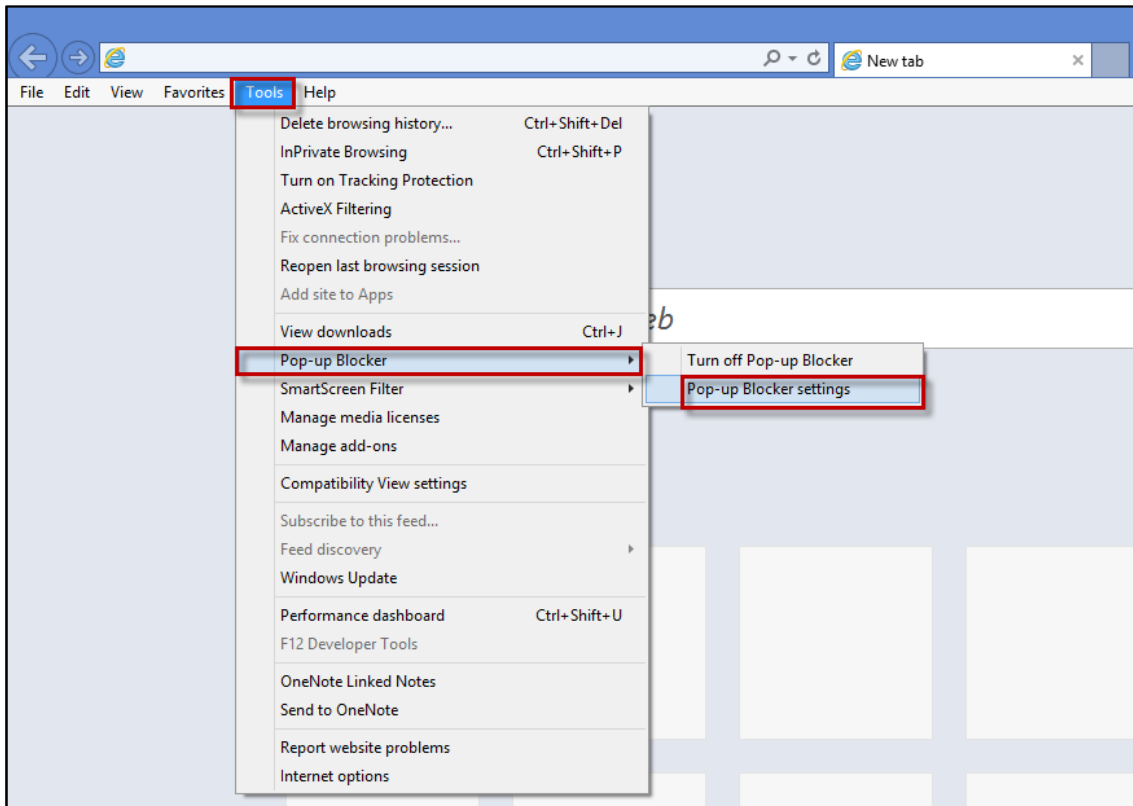 New tab
File Edit View Favorites Tools Help
Delete browsing history... Ctrl+Shift+Del
InPrivate Browsing Ctrl+Shift+P
Turn on Tracking Protection
ActiveX Filtering
Fix connection problems...
Reopen last browsing session
Add site to Apps
View downloads Ctrl+J
eb
Pop-up Blocker
Turn off Pop-up Blocker
SmartScreen Filter
Pop-up Blocker settings
Manage media licenses
Manage add-ons
Compatibility View settings
Subscribe to this feed...
Feed discovery
Windows Update
Performance dashboard Ctrl+Shift+U
F12 Developer Tools
OneNote Linked Notes
Send to OneNote
Report website problems
Internet options